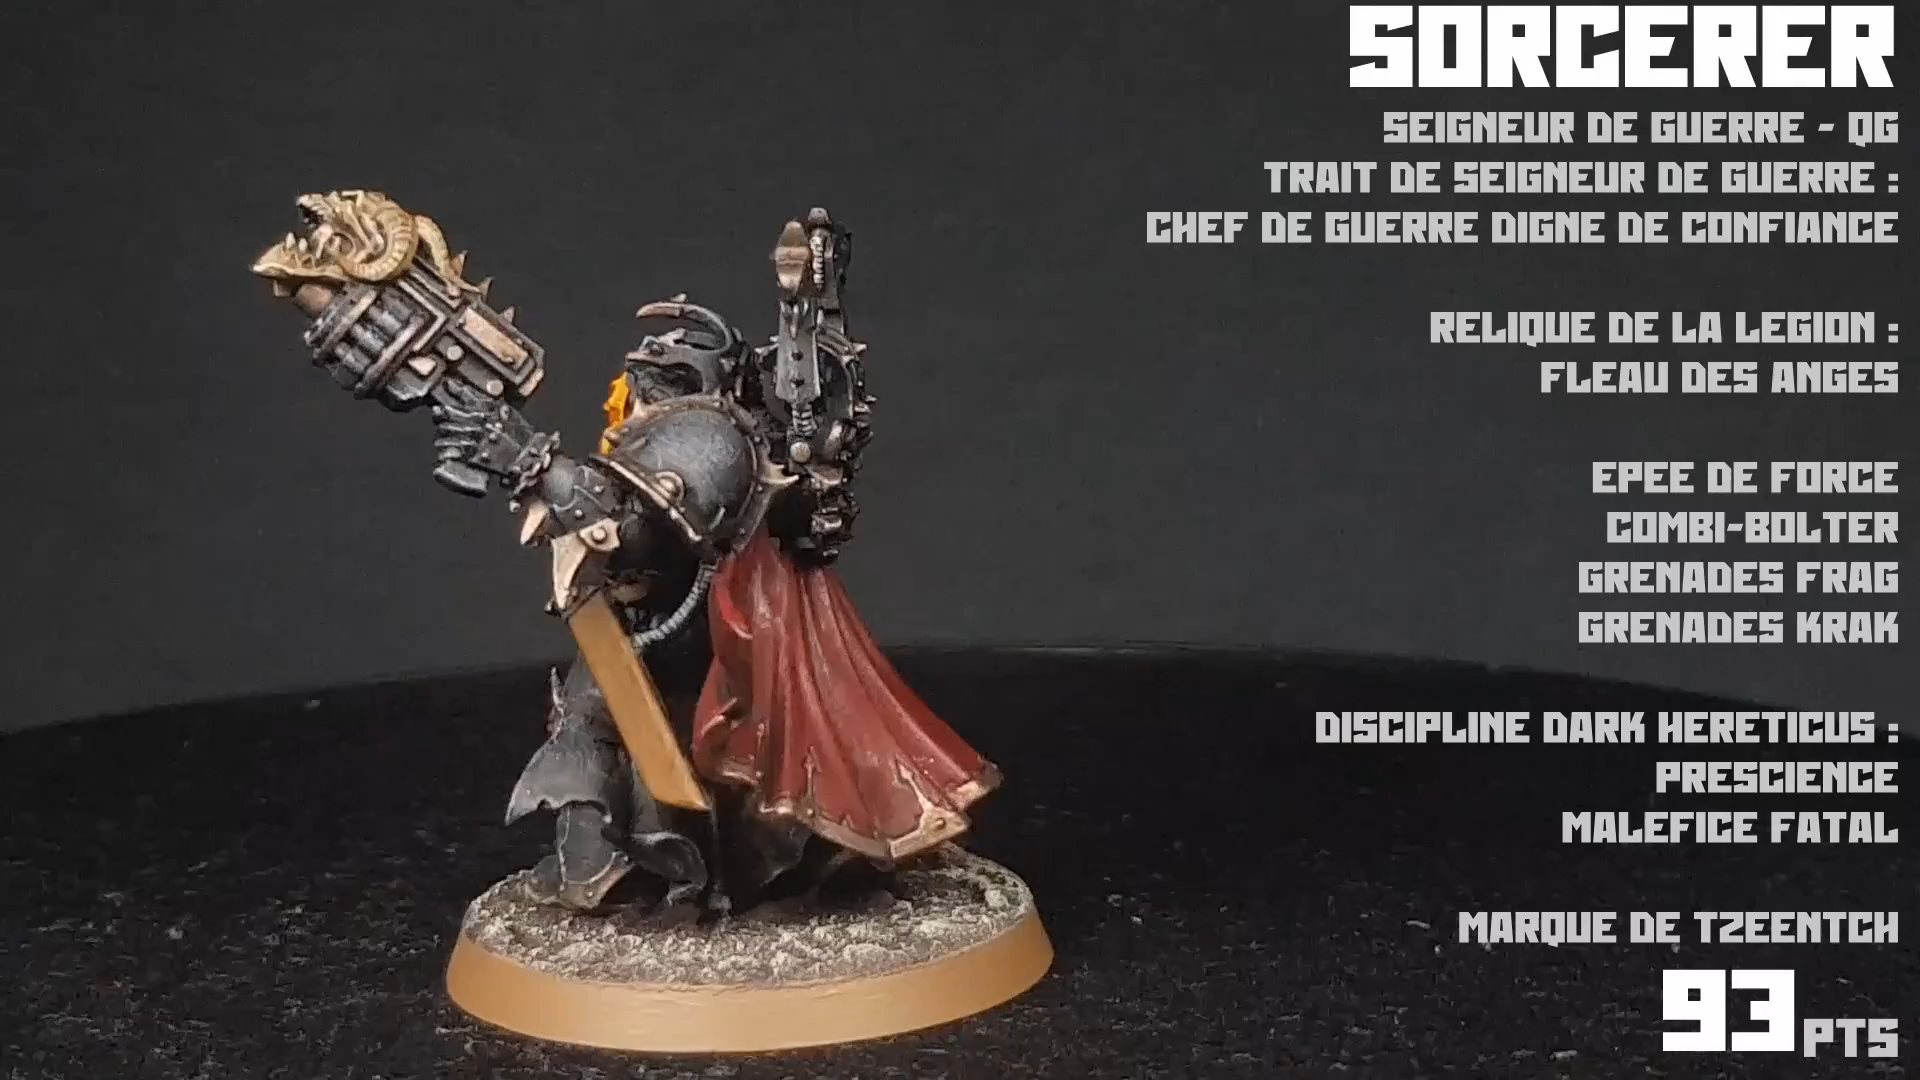 SORCERER
SEIGNEUR DE GUERRE - QG
TRAIT DE SEIGNEUR DE GUERRE :
CHEF DE GUERRE DIGNE DE CONFIANCE
RELIQUE DE LA LEGION :
FLEAU DES ANGES
EPEE DE FORCE
COMBI-BOLTER
GRENADES FRAG
GRENADES KRAK
DISCIPLINE DARK HERETICUS :
PRESCIENCE
MALEFICE FATAL
MARQUE DE TZEENTCH
93 PTS